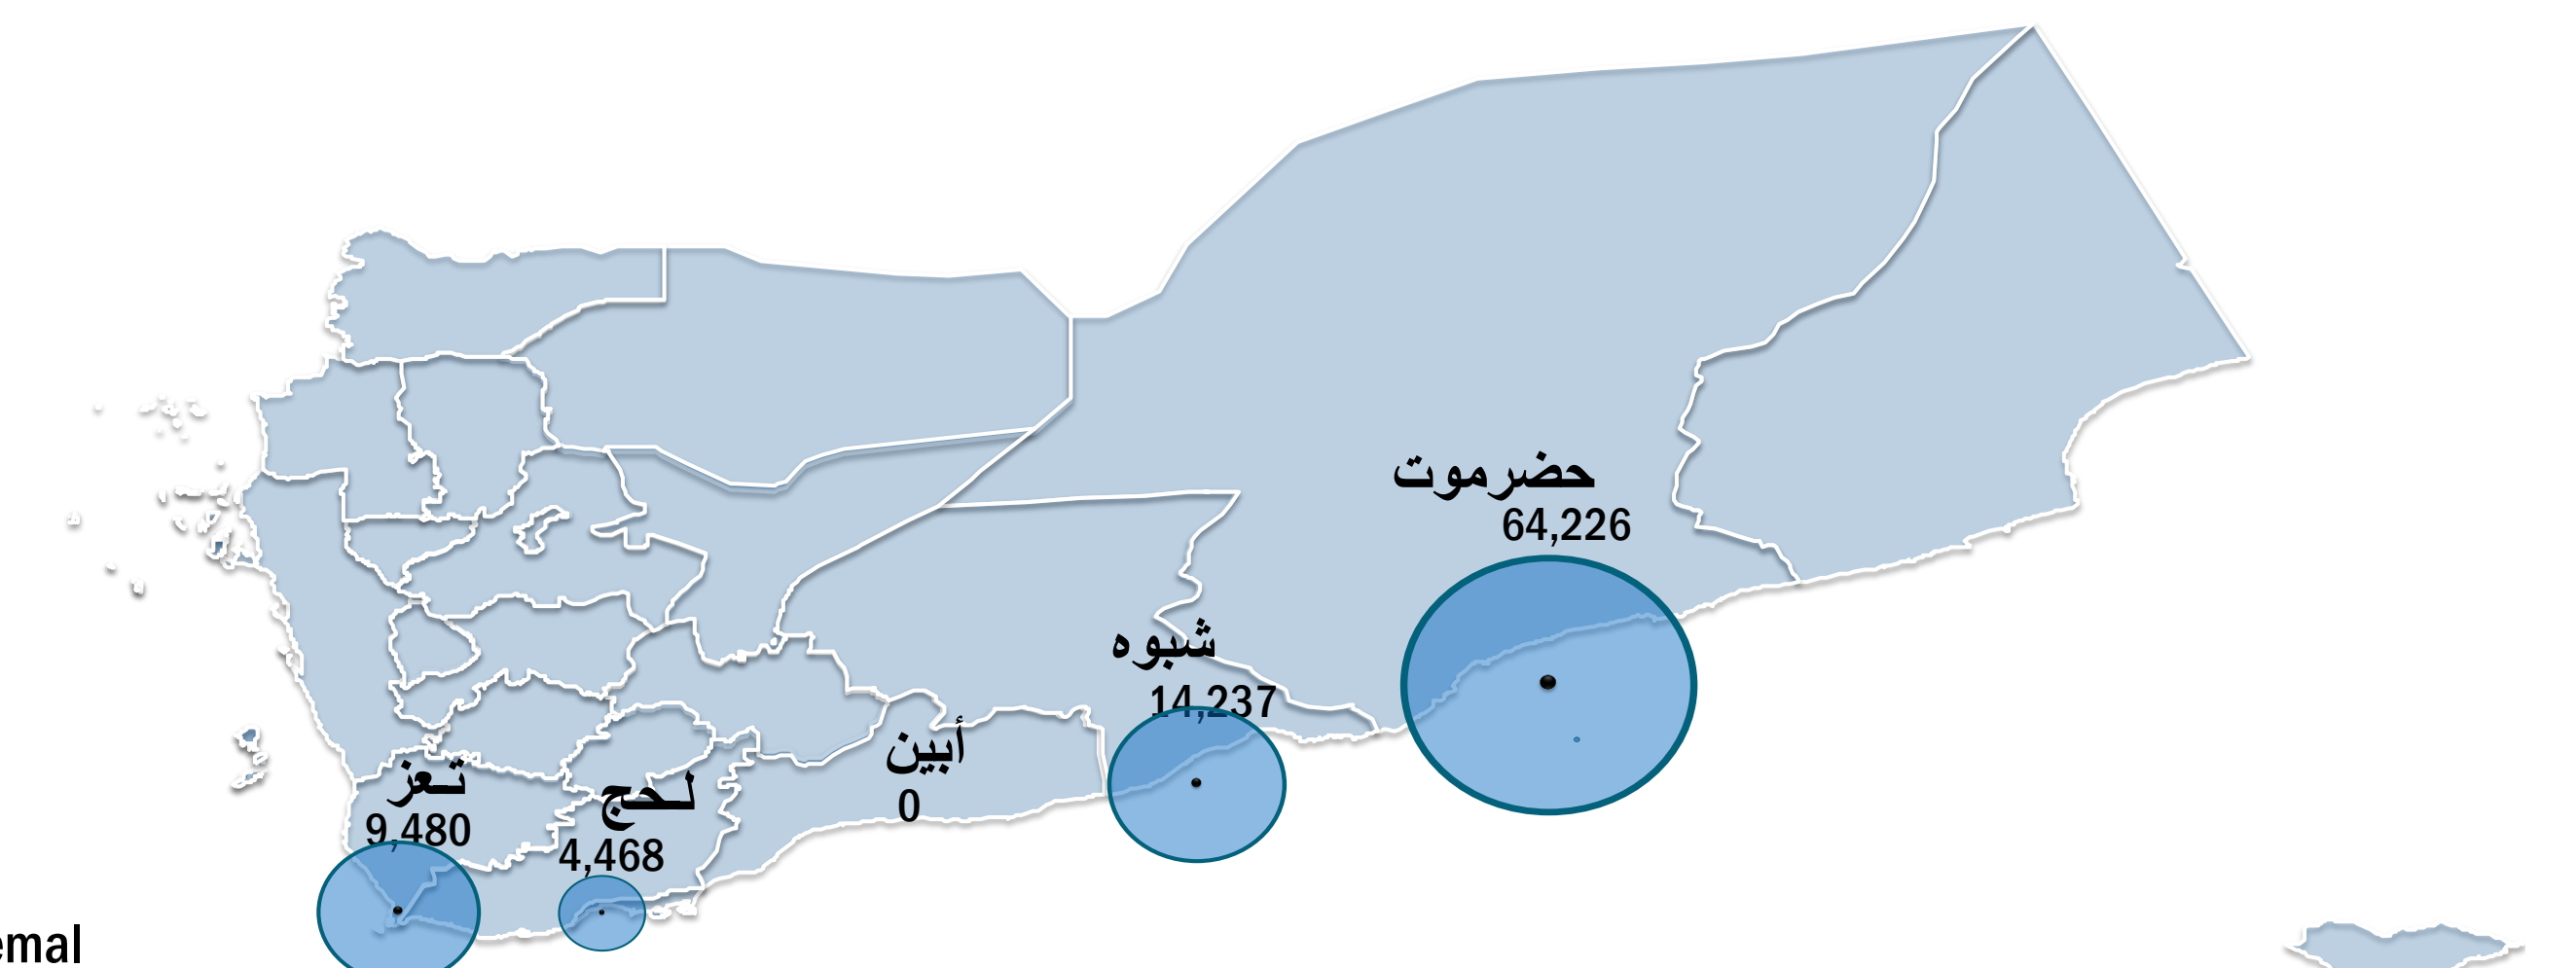 حضرموت
64,226
شبوه
14,237
أبين
0
تعز
9,480
لحج
4,468
emal